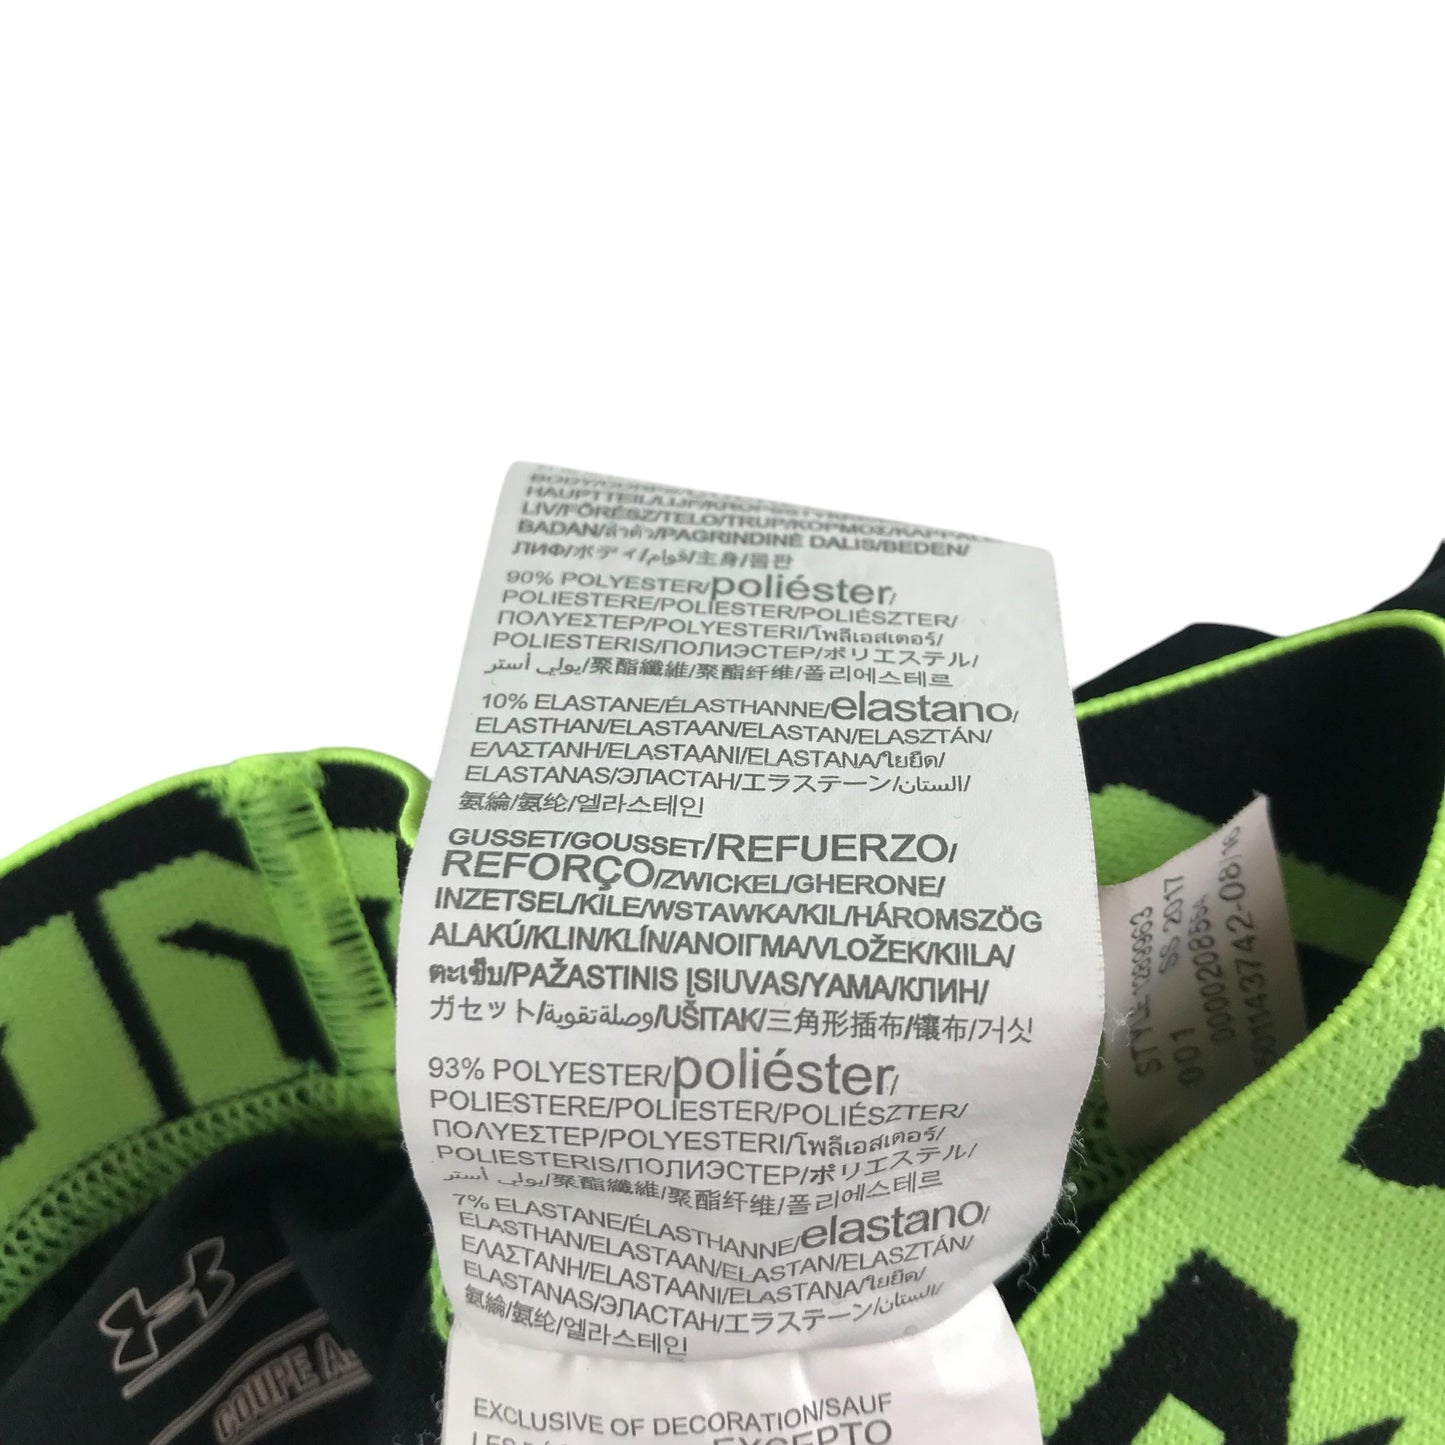 HAUPTTEIL/LIJF/KROPSSTYKKE/KAPPALE/
LIV/FŐRÉSZ/TELO/TRUP/ΚΟΡΜΟΣ/KAPPALE/
BADAN/ลำตัว/PAGRINDINĖ DALIS/BEDEN/
ЛИФ/ボディ/قوام/主身/몸판
90% POLYESTER/poliéster/
POLIESTERE/POLIESTER/POLIÉSZTER/
ΠΟΛΥΕΣΤΕΡ/POLYESTERI/โพลีเอสเตอร์/
POLIESTERIS/ПОЛИЭСТЕР/ポリエステル/
بولي أستر/聚酯纖維/聚酯纤维/폴리에스테르
10% ELASTANE/ÉLASTHANNE/elastano/
ELASTHAN/ELASTAAN/ELASTAN/ELASZTÁN/
ΕΛΑΣΤΑΝΗ/ELASTAANI/ELASTANA/ใยยืด/
ELASTANAS/ЭЛАСТАН/エラステーン/الستان/
氨綸/氨纶/엘라스테인
GUSSET/GOUSSET/REFUERZO/
REFORÇO/ZWICKEL/GHERONE/
INZETSEL/KILE/WSTAWKA/KIL/HÁROMSZÖG
ALAKÚ/KLIN/KLÍN/ΑΝΟΙΓΜΑ/VLOŽEK/KIILA/
ตะเข็บ/PAŽASTINIS ĮSIUVAS/YAMA/КЛИН/
ガセット/وصلة تقوية/UŠITAK/三角形插布/镶布/거싯
93% POLYESTER/poliéster/
POLIESTERE/POLIESTER/POLIÉSZTER/
ΠΟΛΥΕΣΤΕΡ/POLYESTERI/โพลีเอสเตอร์/
POLIESTERIS/ПОЛИЭСТЕР/ポリエステル/
بولي أستر/聚酯纖維/聚酯纤维/폴리에스테르
7% ELASTANE/ÉLASTHANNE/elastano/
ELASTHAN/ELASTAAN/ELASTAN/ELASZTÁN/
ΕΛΑΣΤΑΝΗ/ELASTAANI/ELASTANA/ใยยืด/
ELASTANAS/ЭЛАСТАН/エラステーン/الستان/
氨綸/氨纶/엘라스테인
EXCLUSIVE OF DECORATION/SAUF
EXCEPTO
STYLE 1289963
SS 2017
001
0000208554
COUPE